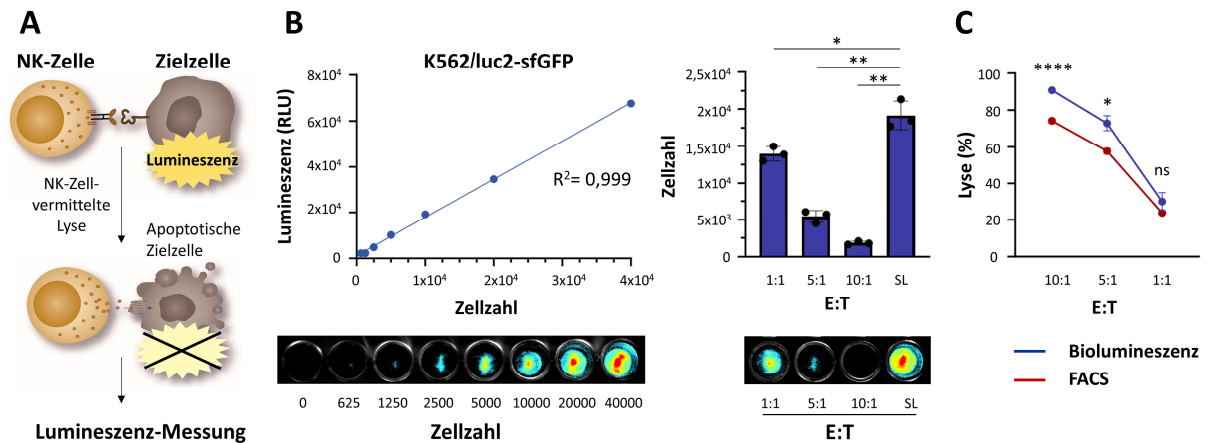 A
NK-Zelle
Zielzelle
Lumineszenz
NK-Zell-
vermittelte
Lyse
Apoptotische
Zielzelle
Lumineszenz-Messung
B
K562/luc2-sfGFP
Lumineszenz (RLU)
8x10⁴
6x10⁴
4x10⁴
2x10⁴
0
R²= 0,999
0
1x10⁴
2x10⁴
3x10⁴
4x10⁴
Zellzahl
0
625
1250
2500
5000
10000
20000
40000
Zellzahl
*
**
**
Zellzahl
2,5x10⁴
2x10⁴
1,5x10⁴
1x10⁴
5x10³
0
1:1
5:1
10:1
SL
E:T
1:1
5:1
10:1
SL
E:T
C
****
*
ns
Lyse (%)
100
80
60
40
20
0
10:1
5:1
1:1
E:T
Biolumineszenz
FACS